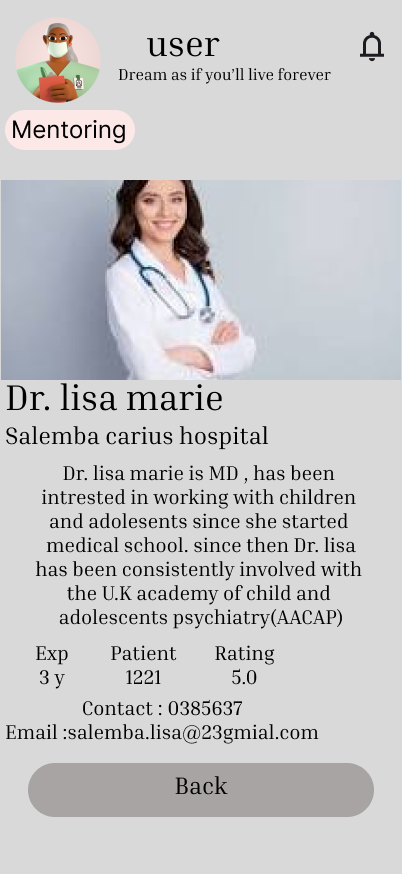 user
Dream as if you'll live forever
Mentoring
Dr. lisa marie
Salemba carius hospital
Dr. lisa marie is MD , has been
intrested in working with children
and adolesents since she started
medical school. since then Dr. lisa
has been consistently involved with
the U.K academy of child and
adolescents psychiatry(AACAP)
Exp Patient Rating
3 y 1221 5.0
Contact : 0385637
Email :salemba.lisa@23gmial.com
Back